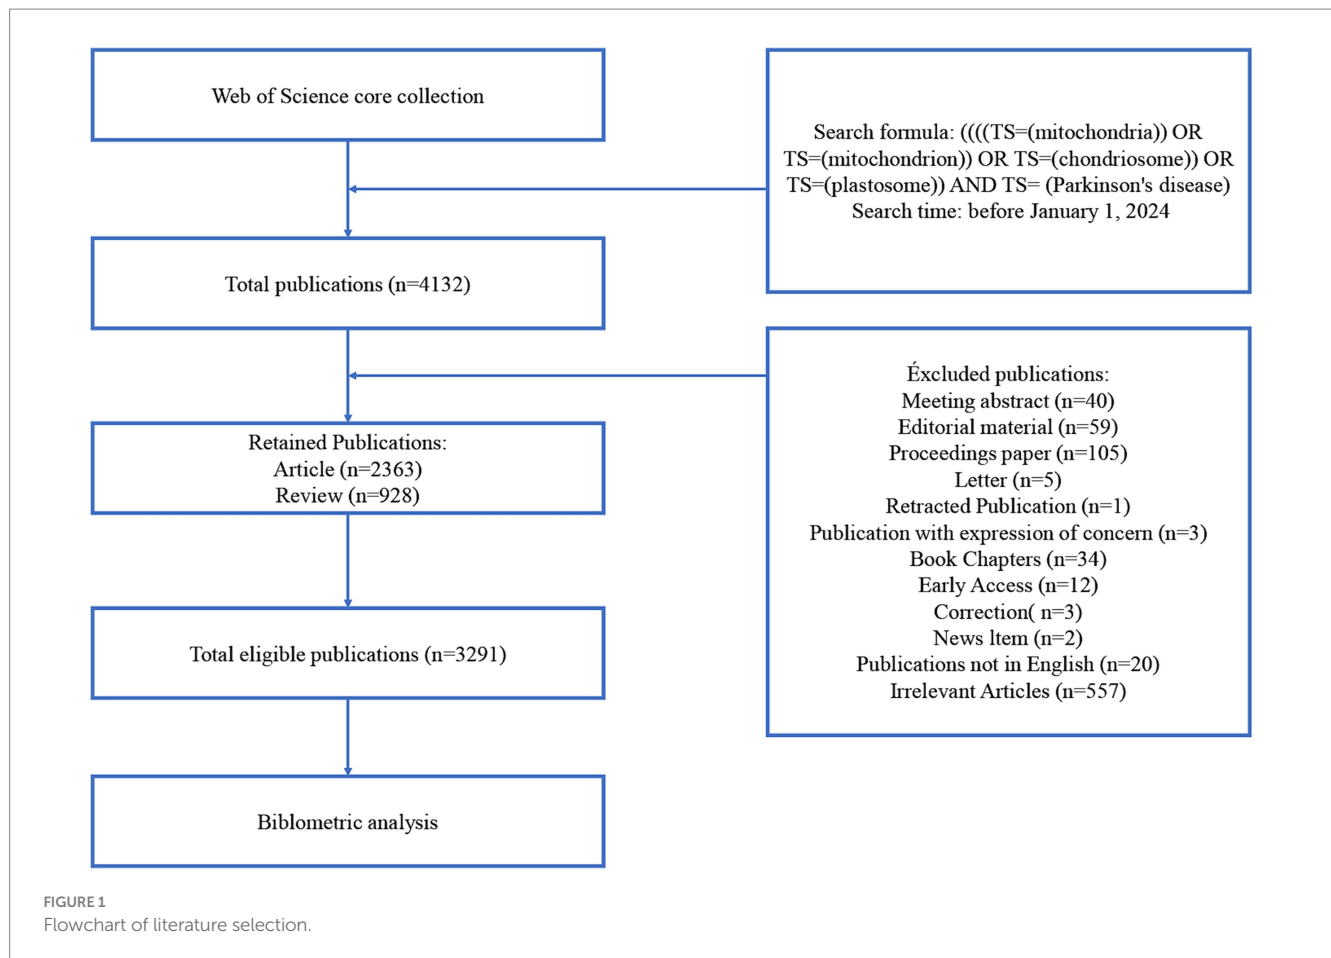 Web of Science core collection
Search formula: ((((TS=(mitochondria)) OR
TS=(mitochondrion)) OR TS=(chondriosome)) OR
TS=(plastosome)) AND TS= (Parkinson's disease)
Search time: before January 1, 2024
Total publications (n=4132)
Éxcluded publications:
Meeting abstract (n=40)
Editorial material (n=59)
Proceedings paper (n=105)
Letter (n=5)
Retracted Publication (n=1)
Publication with expression of concern (n=3)
Book Chapters (n=34)
Early Access (n=12)
Correction( n=3)
News ltem (n=2)
Publications not in English (n=20)
Irrelevant Articles (n=557)
Retained Publications:
Article (n=2363)
Review (n=928)
Total eligible publications (n=3291)
Biblometric analysis
FIGURE 1
Flowchart of literature selection.